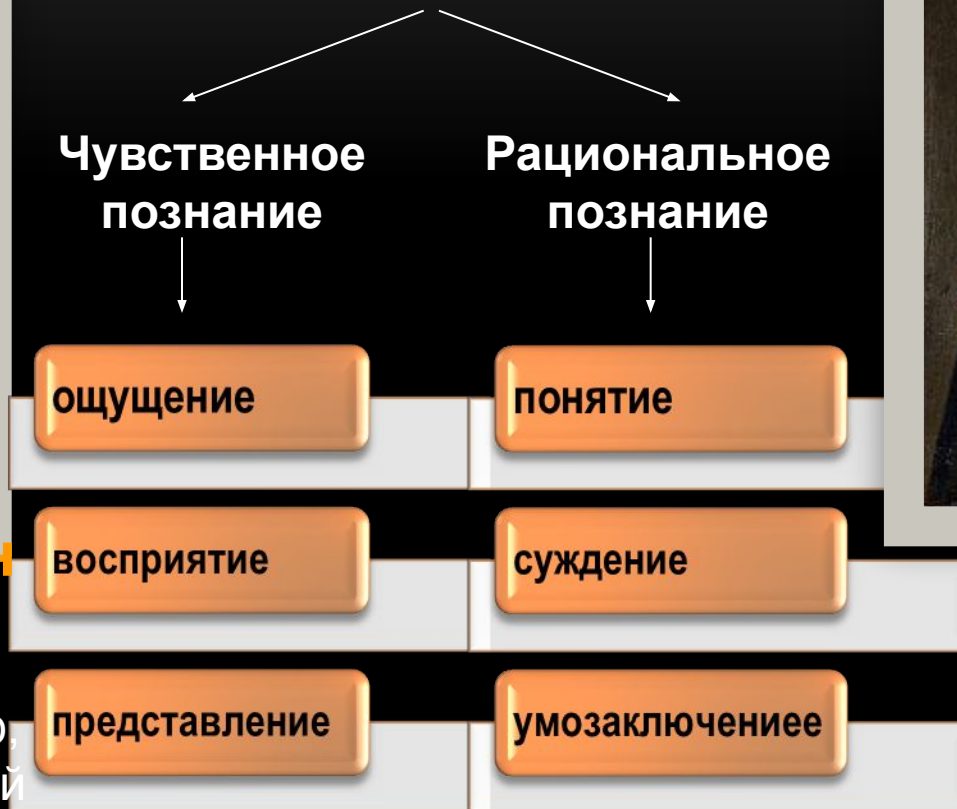 Чувственное
познание
Рациональное
познание
ощущение
понятие
восприятие
суждение
представление
умозаключениее